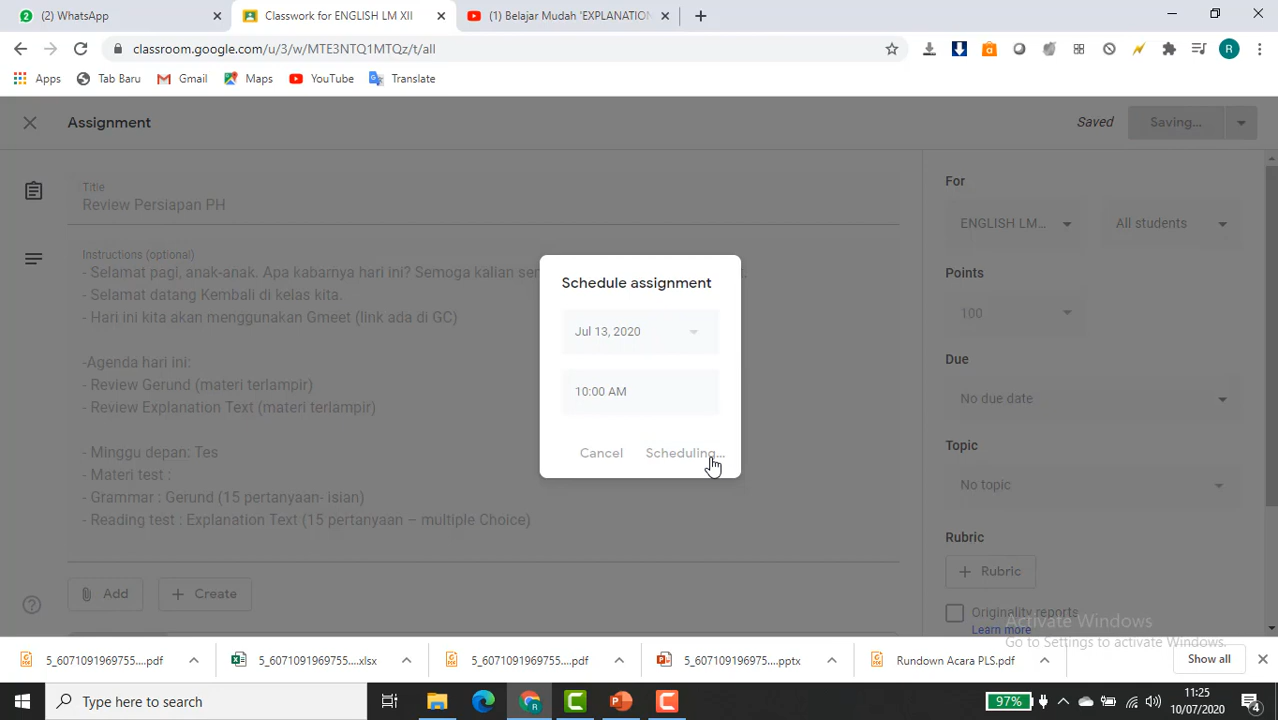 2 (2) WhatsApp
Classwork for ENGLISH LM XII
(1) Belajar Mudah 'EXPLANATION
classroom.google.com/u/3/w/MTE3NTQ1MTQz/t/all
R
Apps
Tab Baru
Gmail
Maps
YouTube
Translate
Assignment
Saved
Saving...
Title
Review Persiapan PH
Instructions (optional)
- Selamat pagi, anak-anak. Apa kabarnya hari ini? Semoga kalian se
- Selamat datang Kembali di kelas kita.
- Hari ini kita akan menggunakan Gmeet (link ada di GC)
-Agenda hari ini:
- Review Gerund (materi terlampir)
- Review Explanation Text (materi terlampir)
- Minggu depan: Tes
- Materi test :
- Grammar : Gerund (15 pertanyaan- isian)
- Reading test : Explanation Text (15 pertanyaan – multiple Choice)
Add
Create
Schedule assignment
Jul 13, 2020
10:00 AM
Cancel
Scheduling...
For
ENGLISH LM...
All students
Points
100
Due
No due date
Topic
No topic
Rubric
Rubric
Originality reports
Learn more
Activate Windows
Go to Settings to activate Windows.
5_6071091969755....pdf
5_6071091969755....xlsx
5_6071091969755....pdf
5_607109196975....pptx
Rundown Acara PLS.pdf
Show all
Type here to search
97%
11:25
10/07/2020
4